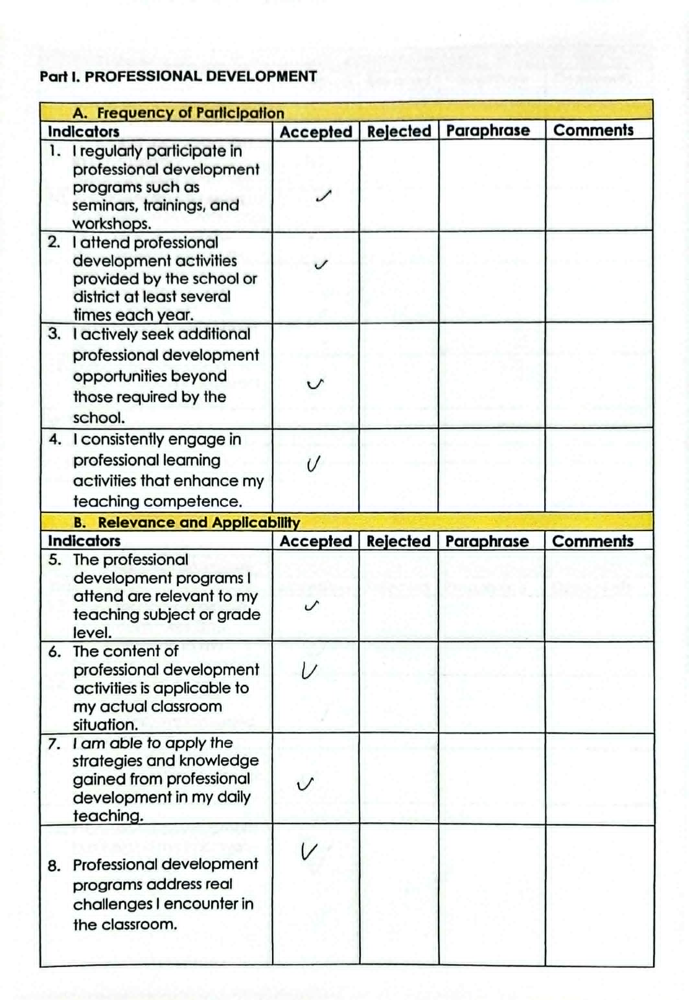 Part I. PROFESSIONAL DEVELOPMENT
A. Frequency of Participation
Indicators Accepted Rejected Paraphrase Comments
1. I regularly participate in
professional development
programs such as
seminars, trainings, and
workshops.
✓
2. I attend professional
development activities
provided by the school or
district at least several
times each year.
✓
3. I actively seek additional
professional development
opportunities beyond
those required by the
school.
✓
4. I consistently engage in
professional learning
activities that enhance my
teaching competence.
✓
B. Relevance and Applicability
Indicators Accepted Rejected Paraphrase Comments
5. The professional
development programs I
attend are relevant to my
teaching subject or grade
level.
✓
6. The content of
professional development
activities is applicable to
my actual classroom
situation.
✓
7. I am able to apply the
strategies and knowledge
gained from professional
development in my daily
teaching.
✓
8. Professional development
programs address real
challenges I encounter in
the classroom.
✓